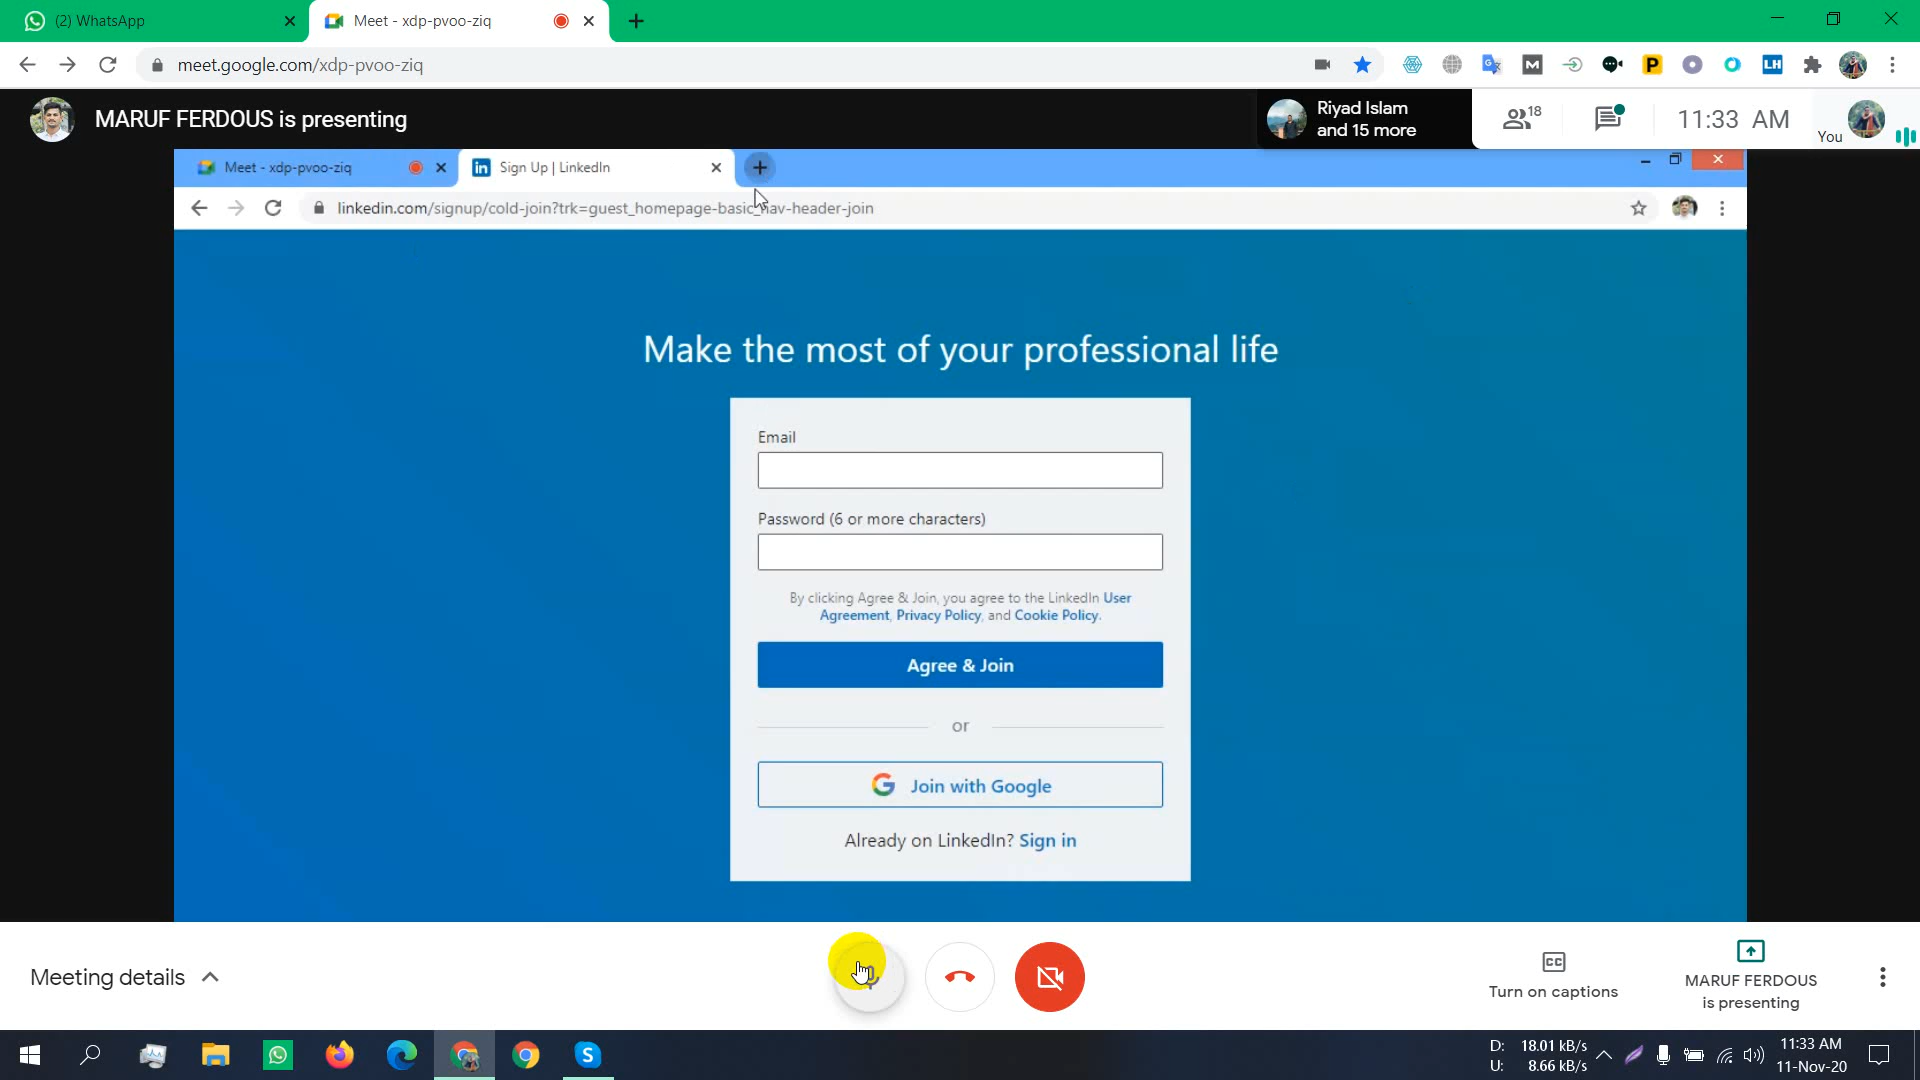 (2) WhatsApp
Meet - xdp-pvoo-ziq
meet.google.com/xdp-pvoo-ziq
MARUF FERDOUS is presenting
Riyad Islam
and 15 more
18
11:33 AM
You
Meet - xdp-pvoo-ziq
Sign Up | LinkedIn
linkedin.com/signup/cold-join?trk=guest_homepage-basic_nav-header-join
Make the most of your professional life
Email
Password (6 or more characters)
By clicking Agree & Join, you agree to the LinkedIn User
Agreement, Privacy Policy, and Cookie Policy.
Agree & Join
or
Join with Google
Already on LinkedIn? Sign in
Meeting details
Turn on captions
MARUF FERDOUS
is presenting
D: 18.01 kB/s
U: 8.66 kB/s
11:33 AM
11-Nov-20